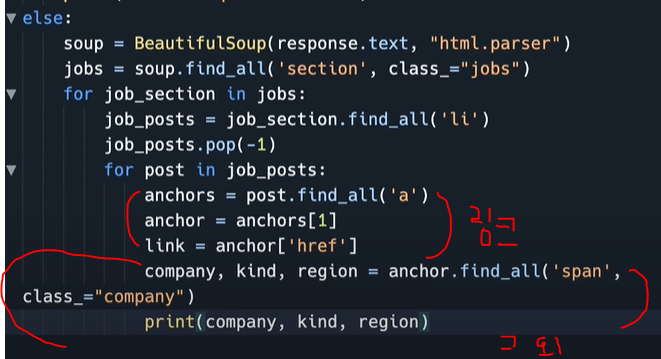 else:
soup = BeautifulSoup(response.text, "html.parser")
jobs = soup.find_all('section', class_="jobs")
for job_section in jobs:
job_posts = job_section.find_all('li')
job_posts.pop(-1)
for post in job_posts:
anchors = post.find_all('a')
anchor = anchors[1]
link = anchor['href']
company, kind, region = anchor.find_all('span',
class_="company")
print(company, kind, region)
링크
그 외